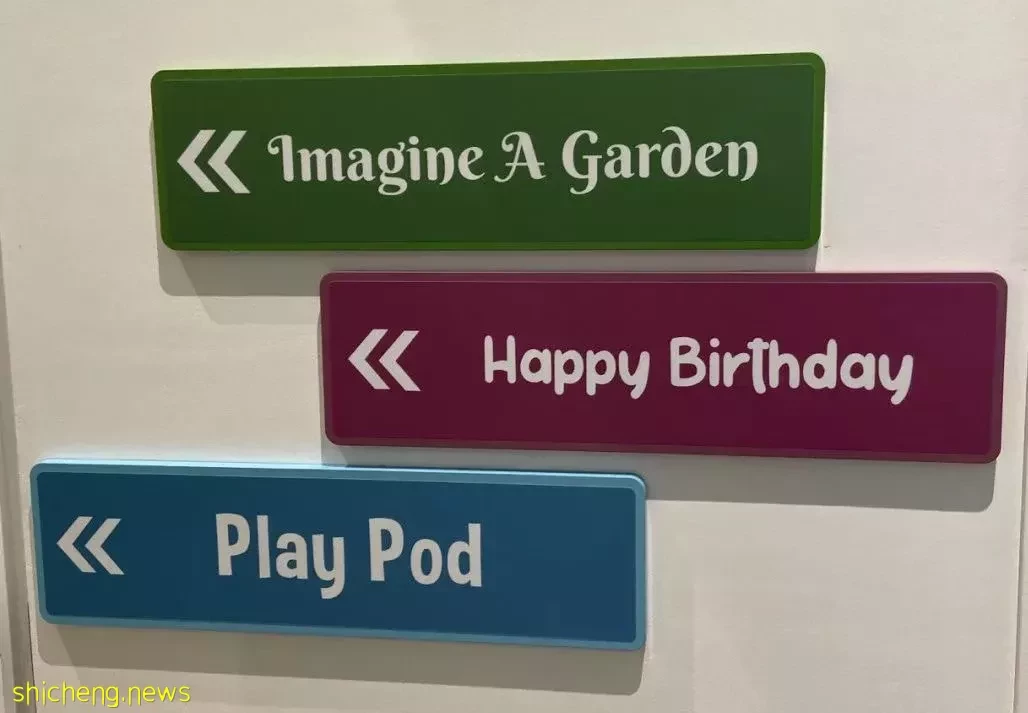 Imagine A Garden
Happy Birthday
Play Pod
shicheng.news